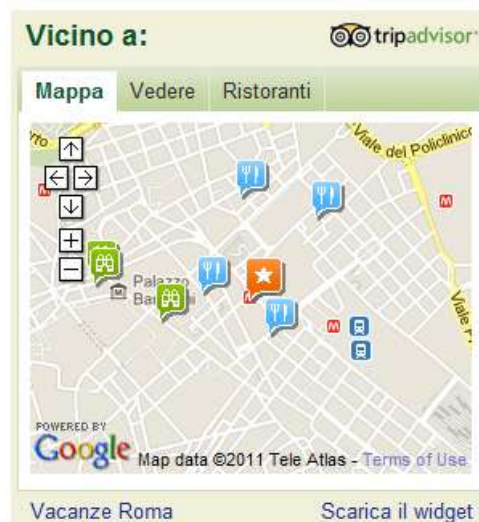 Vicino a:
tripadvisor
Mappa Vedere Ristoranti
Viale del Policlinico
M
M
Palazzo
M
M
POWERED BY
Google Map data ©2011 Tele Atlas - Terms of Use
Vacanze Roma Scarica il widget